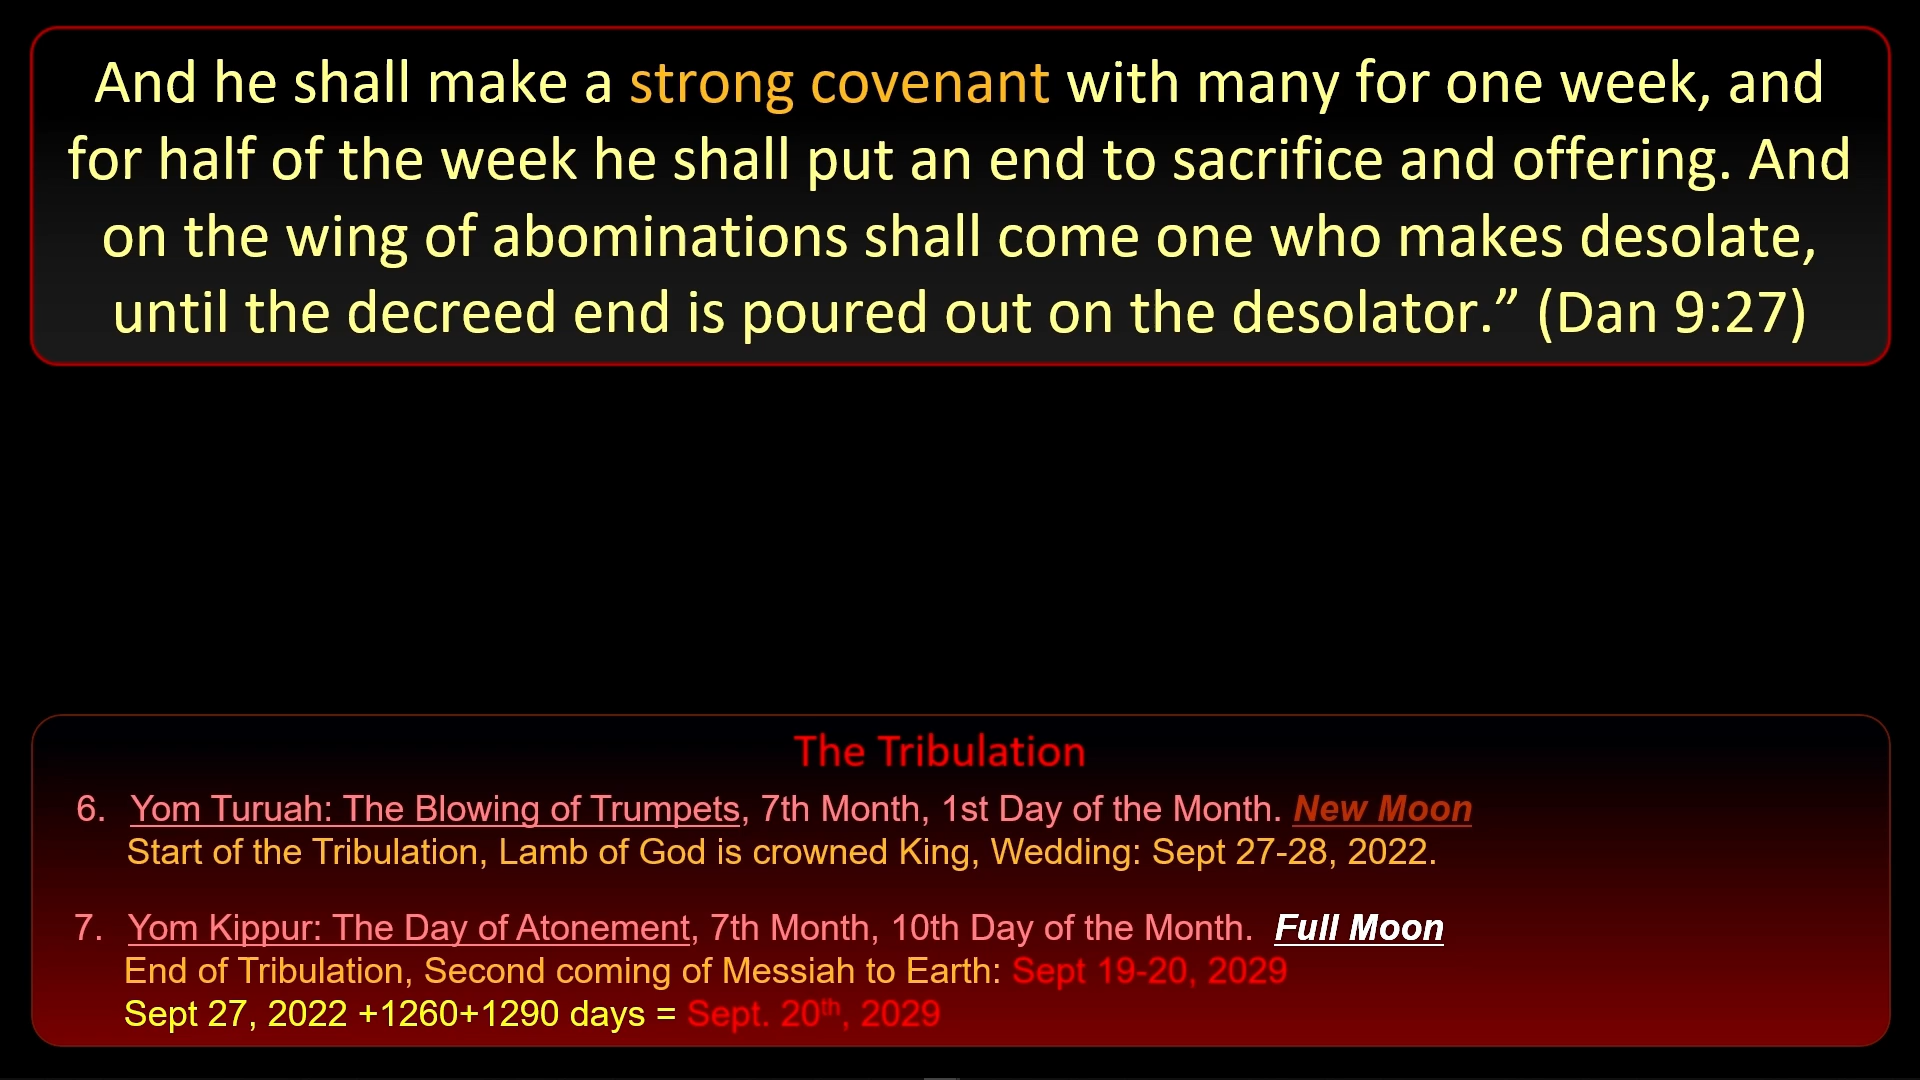 And he shall make a strong covenant with many for one week, and
for half of the week he shall put an end to sacrifice and offering. And
on the wing of abominations shall come one who makes desolate,
until the decreed end is poured out on the desolator.” (Dan 9:27)
The Tribulation
6. Yom Turuah: The Blowing of Trumpets, 7th Month, 1st Day of the Month. New Moon
Start of the Tribulation, Lamb of God is crowned King, Wedding: Sept 27-28, 2022.
7. Yom Kippur: The Day of Atonement, 7th Month, 10th Day of the Month. Full Moon
End of Tribulation, Second coming of Messiah to Earth: Sept 19-20, 2029
Sept 27, 2022 +1260+1290 days = Sept. 20th, 2029